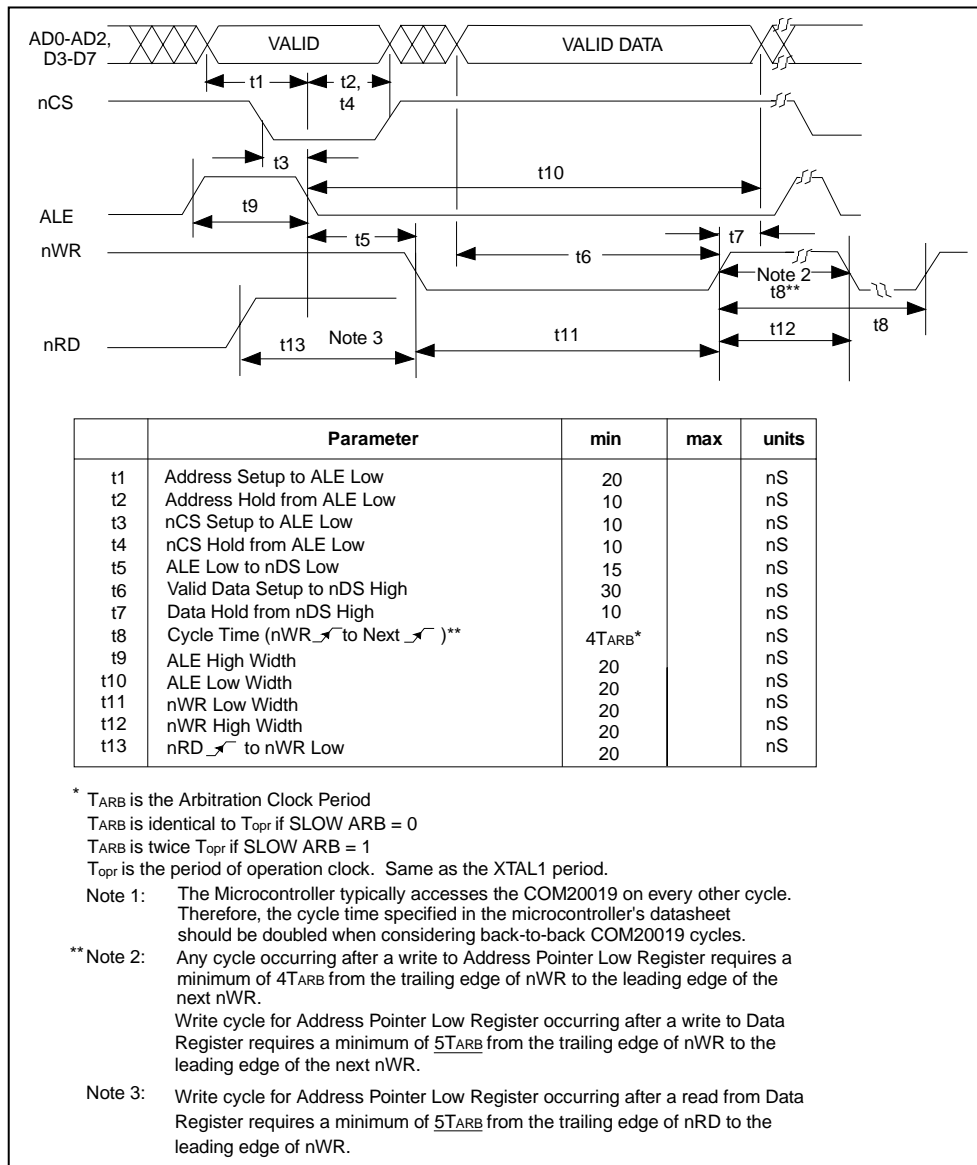 AD0-AD2,
D3-D7
VALID
VALID DATA
t1
t2,
t4
nCS
t3
t10
ALE
t9
nWR
t5
t7
t6
Note 2
t8**
t8
nRD
t13
Note 3
t11
t12
Parameter min max units
t1 Address Setup to ALE Low 20 nS
t2 Address Hold from ALE Low 10 nS
t3 nCS Setup to ALE Low 10 nS
t4 nCS Hold from ALE Low 10 nS
t5 ALE Low to nDS Low 15 nS
t6 Valid Data Setup to nDS High 30 nS
t7 Data Hold from nDS High 10 nS
t8 Cycle Time (nWR to Next )** 4TARB* nS
t9 ALE High Width 20 nS
t10 ALE Low Width 20 nS
t11 nWR Low Width 20 nS
t12 nWR High Width 20 nS
t13 nRD to nWR Low 20 nS
* TARB is the Arbitration Clock Period
TARB is identical to Topr if SLOW ARB = 0
TARB is twice Topr if SLOW ARB = 1
Topr is the period of operation clock. Same as the XTAL1 period.
Note 1: The Microcontroller typically accesses the COM20019 on every other cycle.
Therefore, the cycle time specified in the microcontroller's datasheet
should be doubled when considering back-to-back COM20019 cycles.
**Note 2: Any cycle occurring after a write to Address Pointer Low Register requires a
minimum of 4TARB from the trailing edge of nWR to the leading edge of the
next nWR.
Write cycle for Address Pointer Low Register occurring after a write to Data
Register requires a minimum of 5TARB from the trailing edge of nWR to the
leading edge of the next nWR.
Note 3: Write cycle for Address Pointer Low Register occurring after a read from Data
Register requires a minimum of 5TARB from the trailing edge of nRD to the
leading edge of nWR.